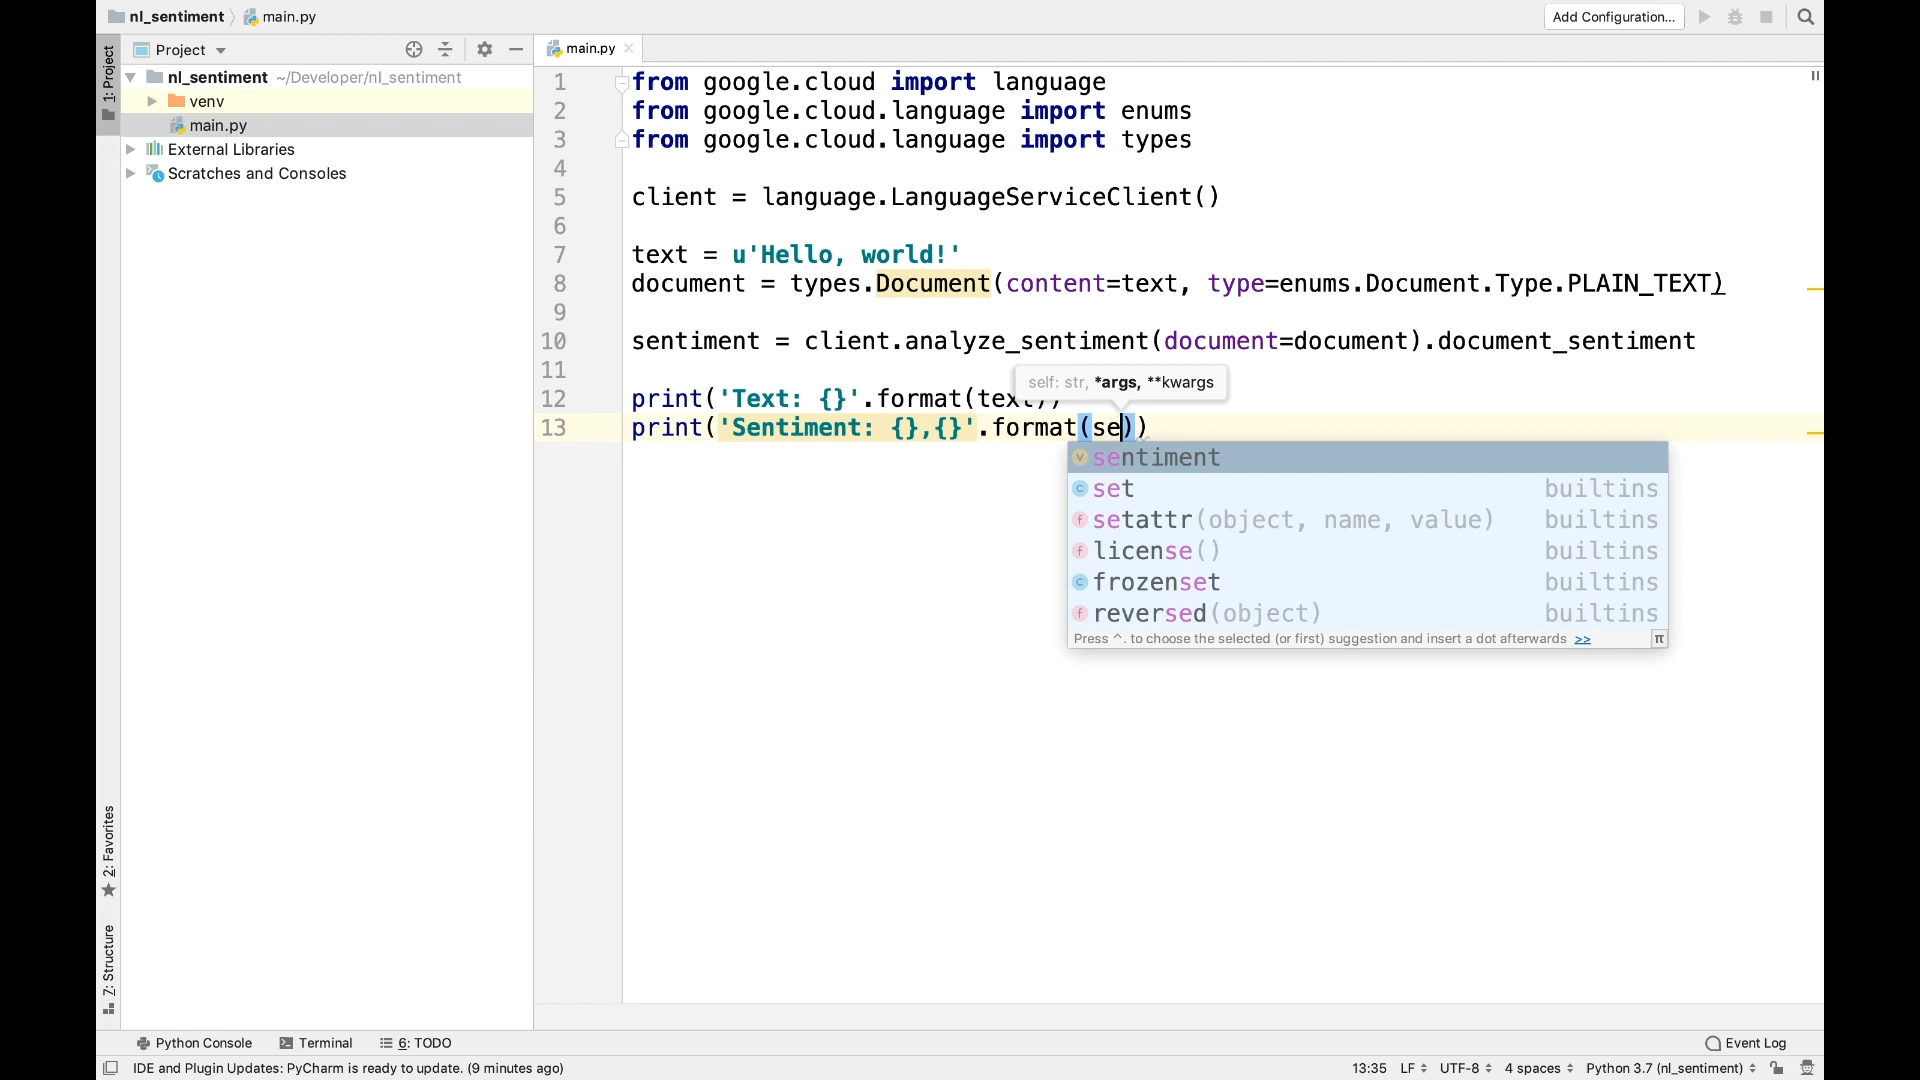 nl_sentiment main.py
Add Configuration...
1: Project
Project
main.py
nl_sentiment ~/Developer/nl_sentiment
venv
main.py
External Libraries
Scratches and Consoles
1 from google.cloud import language
2 from google.cloud.language import enums
3 from google.cloud.language import types
4
5 client = language.LanguageServiceClient()
6
7 text = u'Hello, world!'
8 document = types.Document(content=text, type=enums.Document.Type.PLAIN_TEXT)
9
10 sentiment = client.analyze_sentiment(document=document).document_sentiment
11
self: str, *args, **kwargs
12 print('Text: {}'.format(text))
13 print('Sentiment: {},{}'.format(se))
sentiment
set builtins
setattr(object, name, value) builtins
license() builtins
frozenset builtins
reversed(object) builtins
Press ^. to choose the selected (or first) suggestion and insert a dot afterwards >> π
2: Favorites
7: Structure
Python Console Terminal 6: TODO Event Log
IDE and Plugin Updates: PyCharm is ready to update. (9 minutes ago) 13:35 LF UTF-8 4 spaces Python 3.7 (nl_sentiment)